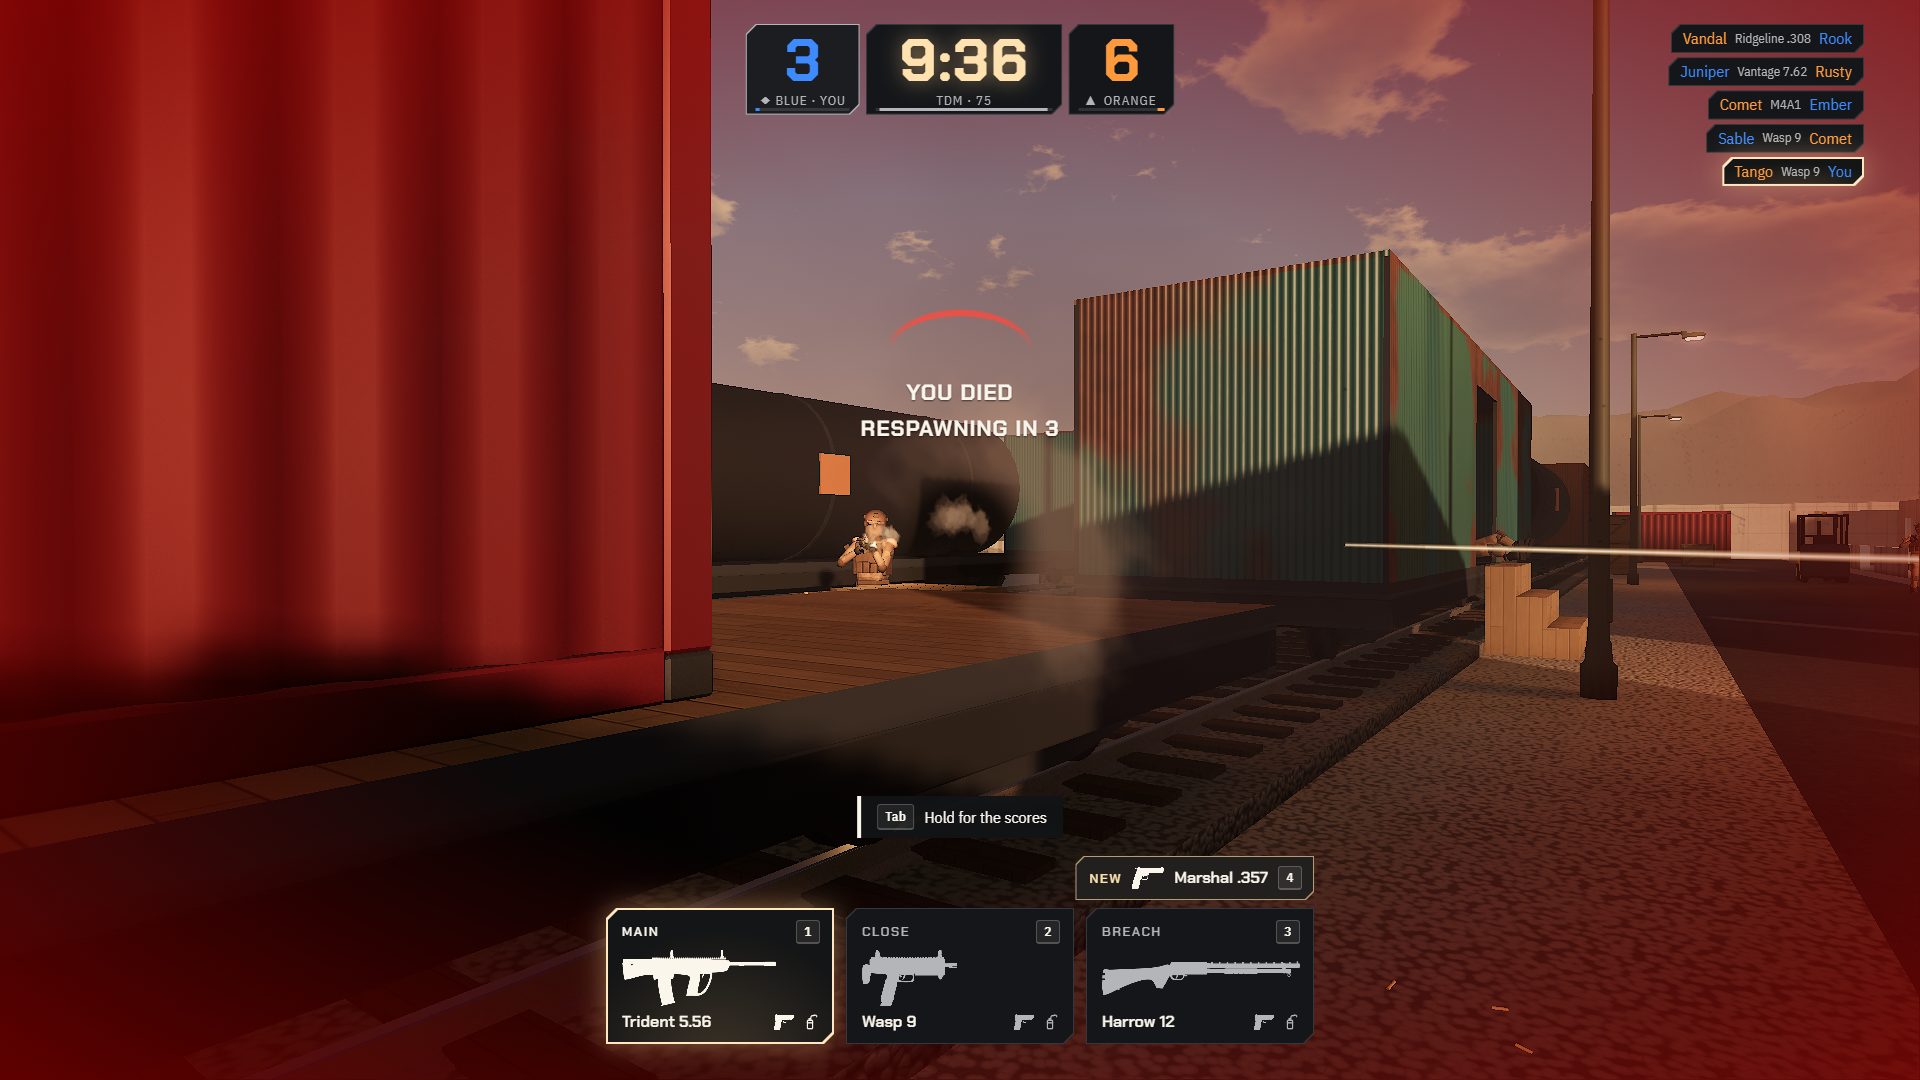 3
◆ BLUE · YOU
9:36
TDM · 75
6
▲ ORANGE
Vandal Ridgeline .308 Rook
Juniper Vantage 7.62 Rusty
Comet M4A1 Ember
Sable Wasp 9 Comet
Tango Wasp 9 You
YOU DIED
RESPAWNING IN 3
Tab Hold for the scores
NEW Marshal .357 4
MAIN 1
Trident 5.56
CLOSE 2
Wasp 9
BREACH 3
Harrow 12